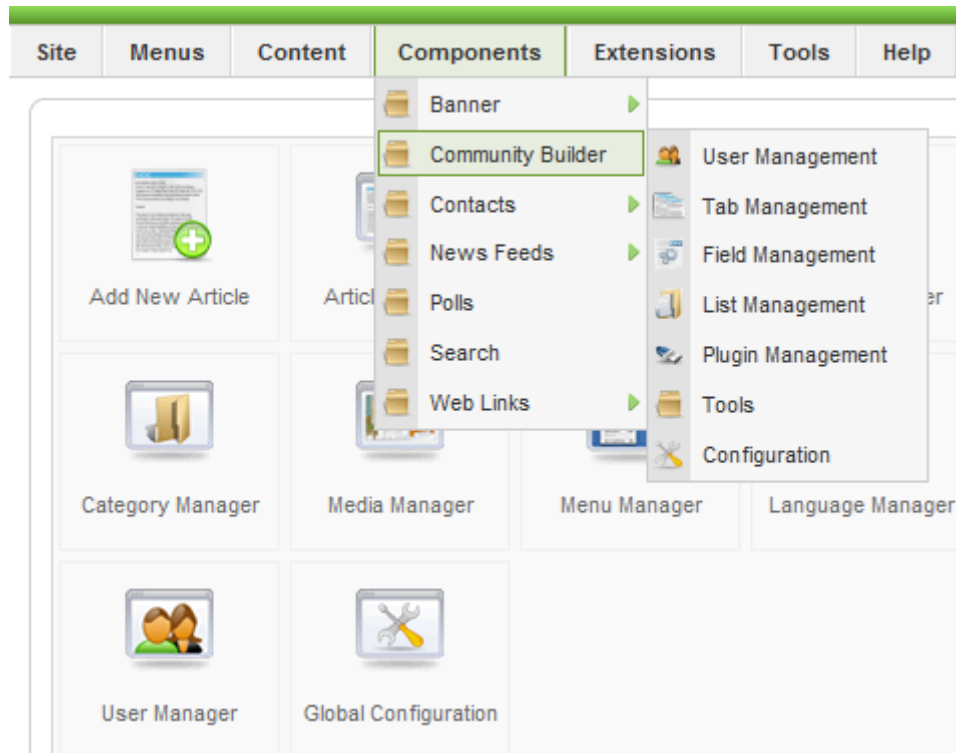 Site Menus Content Components Extensions Tools Help
Banner
Community Builder
Contacts
News Feeds
Polls
Search
Web Links
User Management
Tab Management
Field Management
List Management
Plugin Management
Tools
Configuration
Add New Article
Category Manager Media Manager Menu Manager Language Manager
User Manager Global Configuration